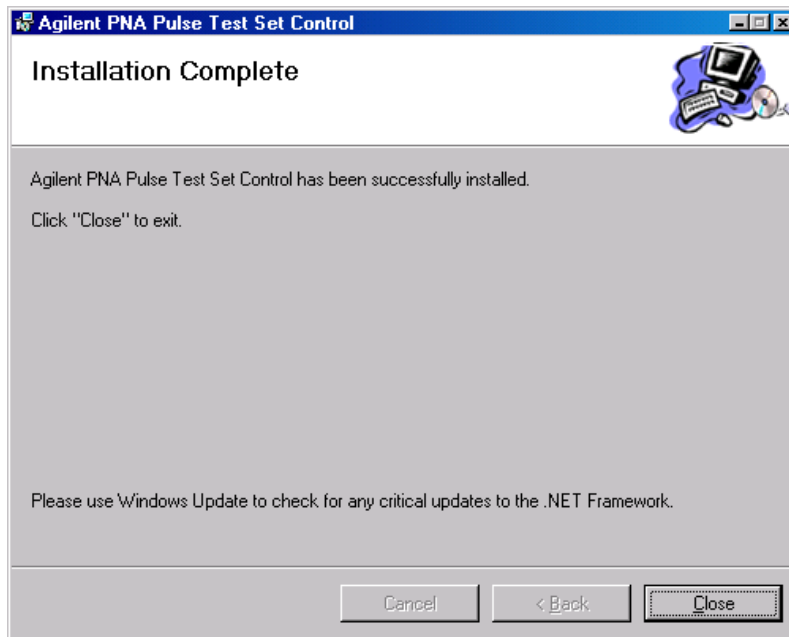 Agilent PNA Pulse Test Set Control
Installation Complete
Agilent PNA Pulse Test Set Control has been successfully installed.
Click "Close" to exit.
Please use Windows Update to check for any critical updates to the .NET Framework.
Cancel
< Back
Close